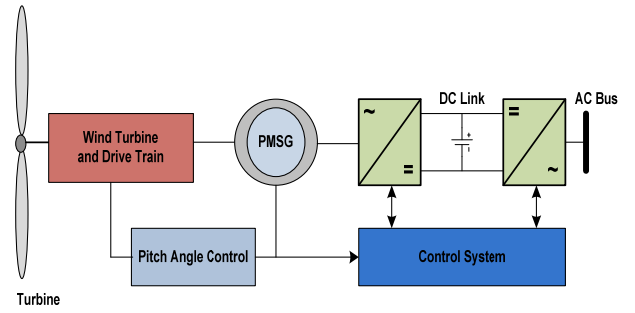 DC Link
AC Bus
~
=
=
~
+
-
Wind Turbine
and Drive Train
PMSG
Pitch Angle Control
Control System
Turbine